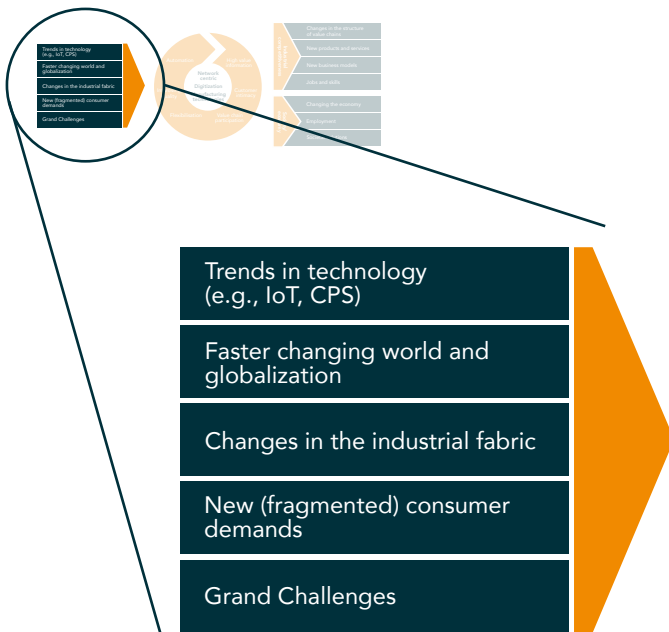 Trends in technology
(e.g., IoT, CPS)
Faster changing world and
globalization
Changes in the industrial fabric
New (fragmented) consumer
demands
Grand Challenges
Network
centric
Digitisation
Changes in the structure
of value chains
New products and services
New business models
Jobs and skills
Changing the economy
Employment
Trends in technology
(e.g., IoT, CPS)
Faster changing world and
globalization
Changes in the industrial fabric
New (fragmented) consumer
demands
Grand Challenges